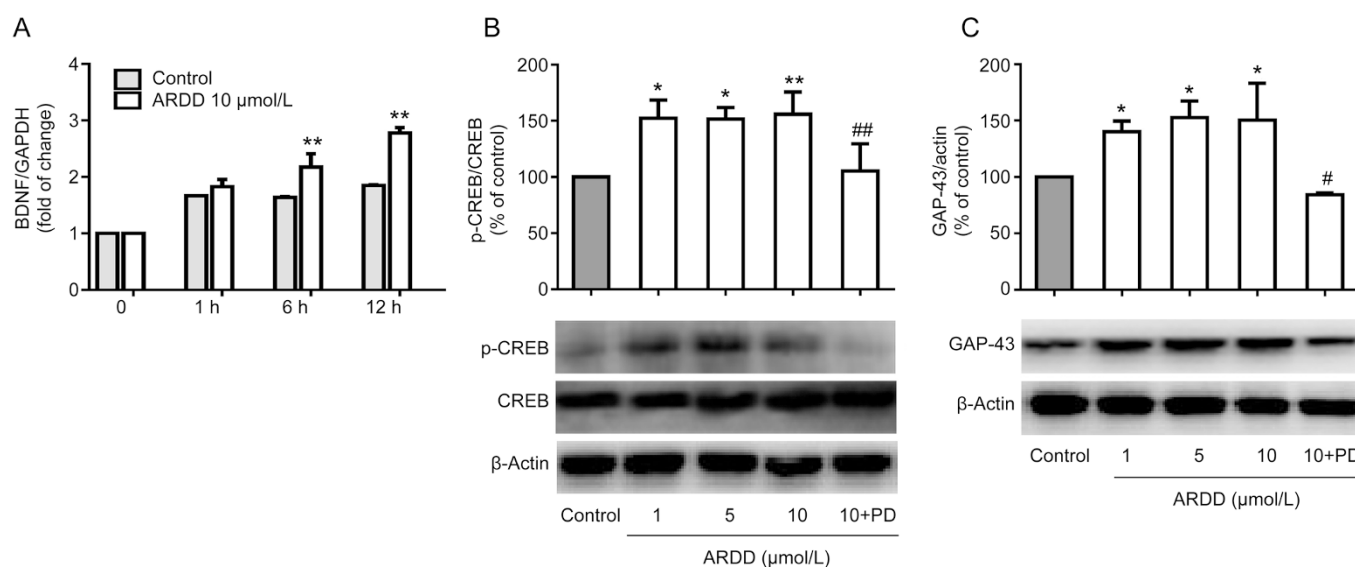 A
BDNF/GAPDH
(fold of change)
4
3
2
1
0
Control
ARDD 10 µmol/L
**
**
0
1 h
6 h
12 h
B
p-CREB/CREB
(% of control)
200
150
100
50
0
*
*
**
##
p-CREB
CREB
β-Actin
Control
1
5
10
10+PD
ARDD (µmol/L)
C
GAP-43/actin
(% of control)
200
150
100
50
0
*
*
*
#
GAP-43
β-Actin
Control
1
5
10
10+PD
ARDD (µmol/L)